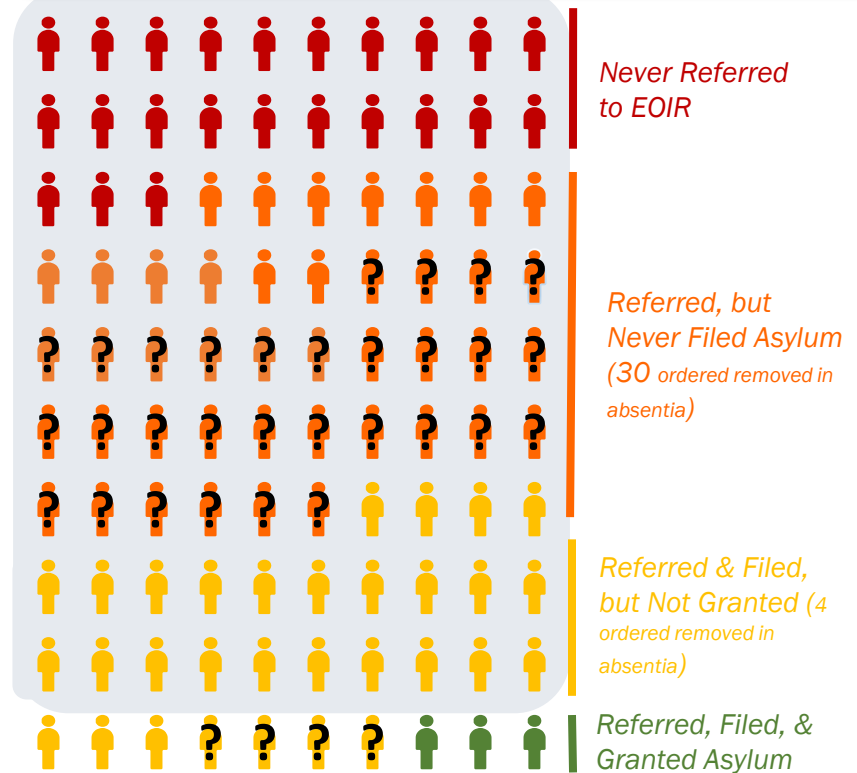 Never Referred
to EOIR
? ? ? ?
? ? ? ? ? ? ? ? ? ?
? ? ? ? ? ? ? ? ? ?
? ? ? ? ? ?
Referred, but
Never Filed Asylum
(30 ordered removed in
absentia)
Referred & Filed,
but Not Granted (4
ordered removed in
absentia)
? ? ? ?
Referred, Filed, &
Granted Asylum